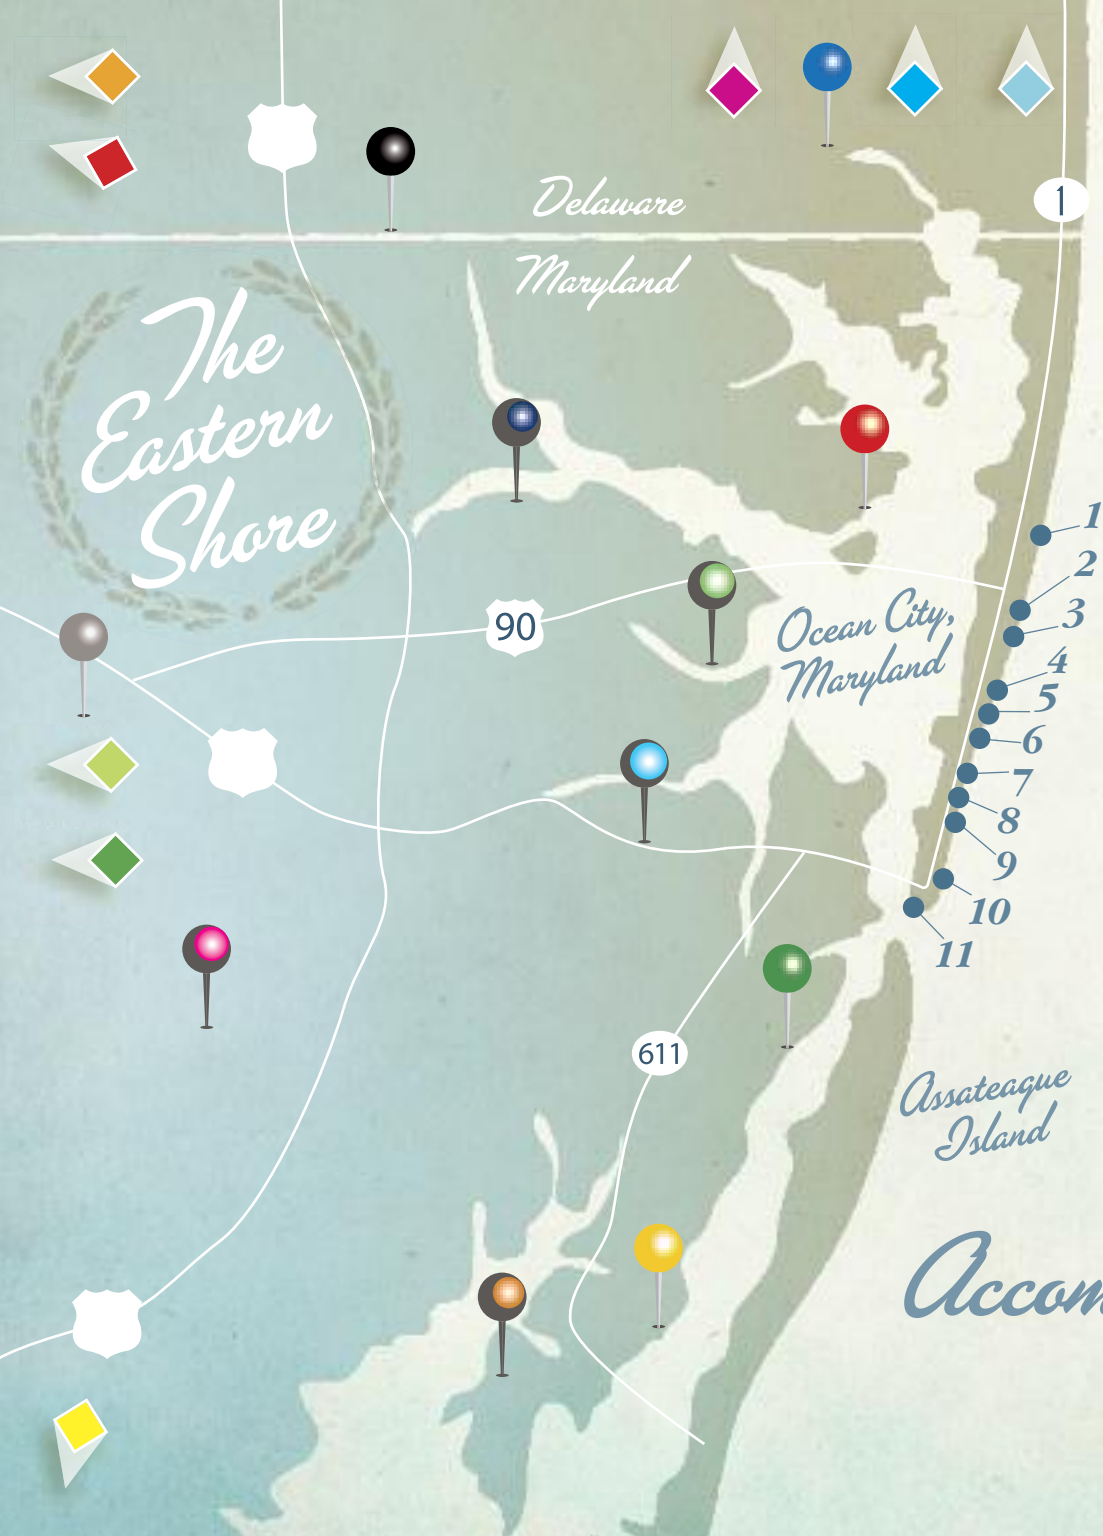 1
Delaware
Maryland
The
Eastern
Shore
1
2
3
4
5
6
7
8
9
10
11
90
Ocean City,
Maryland
611
Assateague
Island
Accom